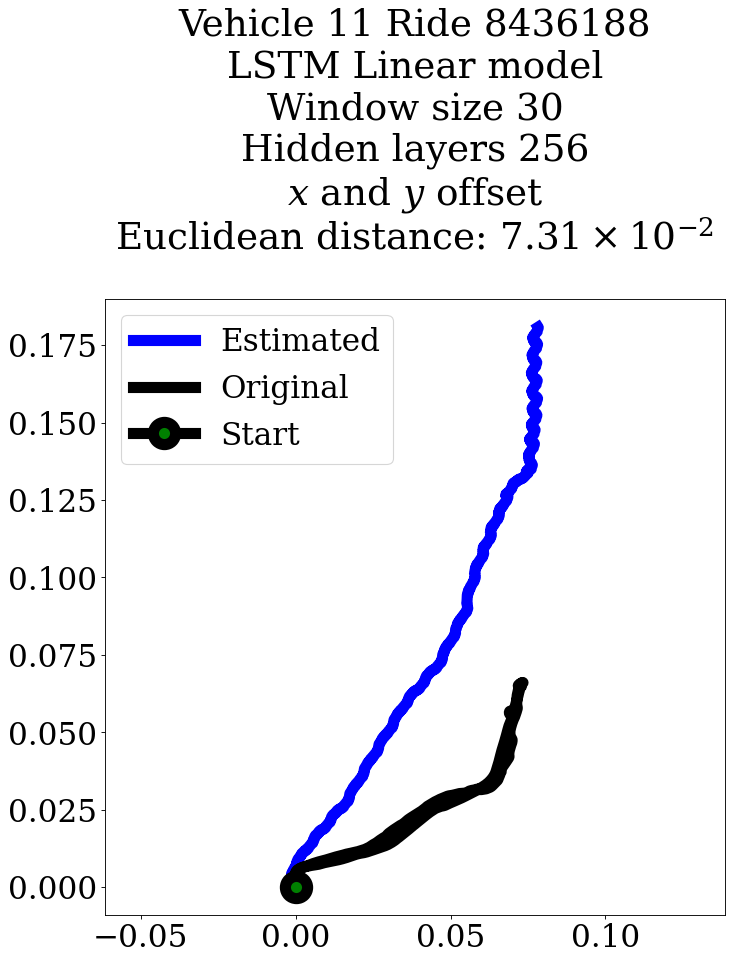 Vehicle 11 Ride 8436188
LSTM Linear model
Window size 30
Hidden layers 256
x and y offset
Euclidean distance: 7.31 × 10⁻²
Estimated
Original
Start
0.175
0.150
0.125
0.100
0.075
0.050
0.025
0.000
−0.05 0.00 0.05 0.10